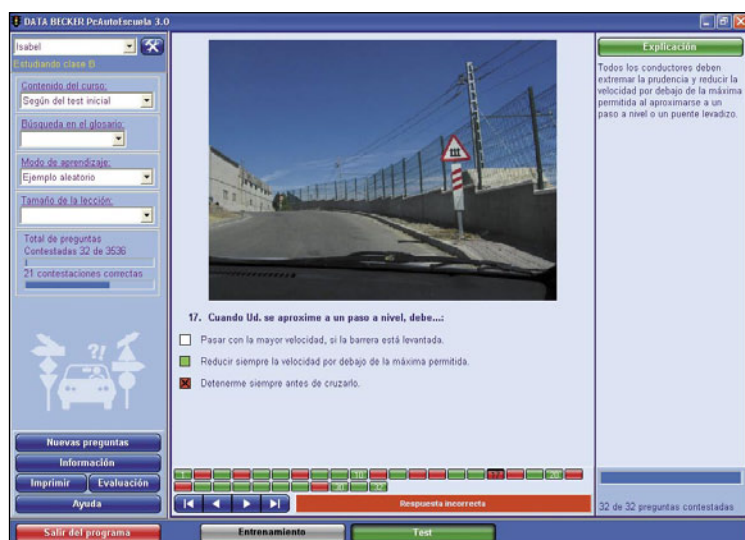 DATA BECKER PcAutoEscuela 3.0
Isabel
Estudiando clase B
Contenido del curso:
Según del test inicial
Búsqueda en el glosario:
Modo de aprendizaje:
Ejemplo aleatorio
Tamaño de la lección:
Total de preguntas
Contestadas 32 de 3536
21 contestaciones correctas
?!
Nuevas preguntas
Información
Imprimir
Evaluación
Ayuda
Salir del programa
17. Cuando Ud. se aproxime a un paso a nivel, debe...:
Pasar con la mayor velocidad, si la barrera está levantada.
Reducir siempre la velocidad por debajo de la máxima permitida.
Detenerme siempre antes de cruzarlo.
1 10 17 20
30 32
Respuesta incorrecta
Entrenamiento
Test
Explicación
Todos los conductores deben
extremar la prudencia y reducir la
velocidad por debajo de la máxima
permitida al aproximarse a un
paso a nivel o un puente levadizo.
32 de 32 preguntas contestadas